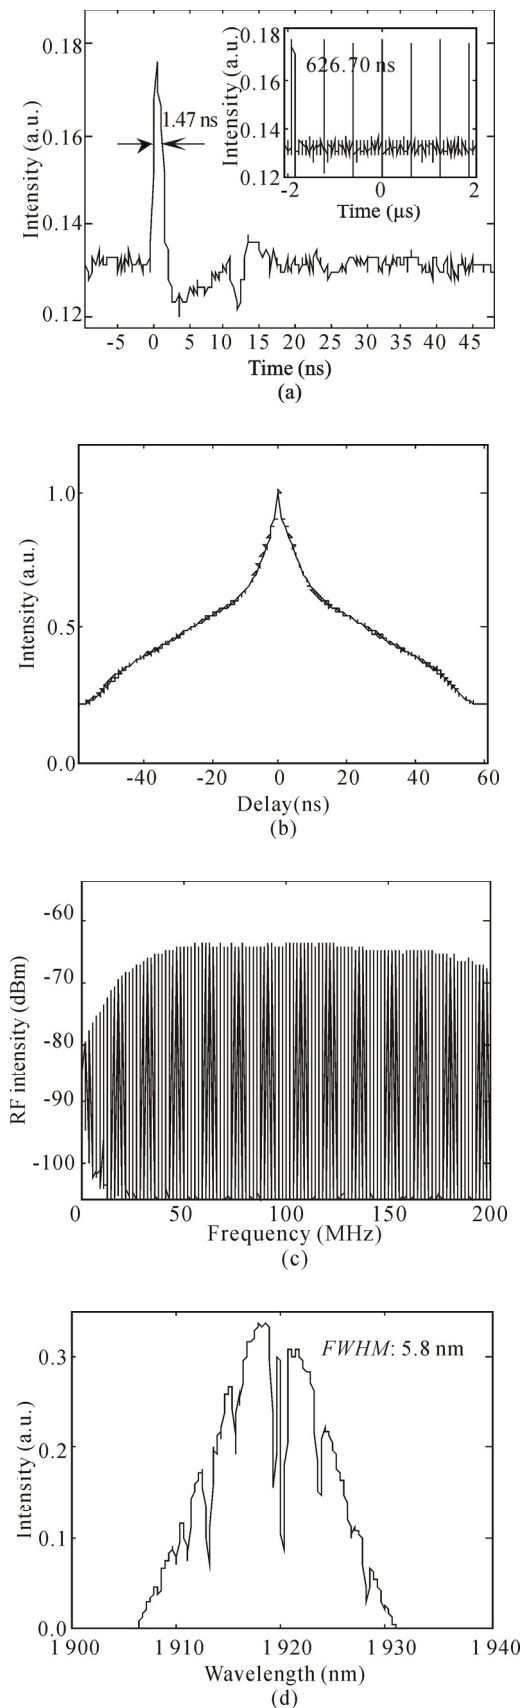 0.18
0.16
0.14
0.12
Intensity (a.u.)
1.47 ns
0.18
0.16
0.14
0.12
Intensity (a.u.)
626.70 ns
-2 0 2
Time (μs)
-5 0 5 10 15 20 25 30 35 40 45
Time (ns)
(a)
1.0
0.5
0.0
Intensity (a.u.)
-40 -20 0 20 40 60
Delay(ns)
(b)
-60
-70
-80
-90
-100
RF intensity (dBm)
0 50 100 150 200
Frequency (MHz)
(c)
0.3
0.2
0.1
0.0
Intensity (a.u.)
FWHM: 5.8 nm
1 900 1 910 1 920 1 930 1 940
Wavelength (nm)
(d)